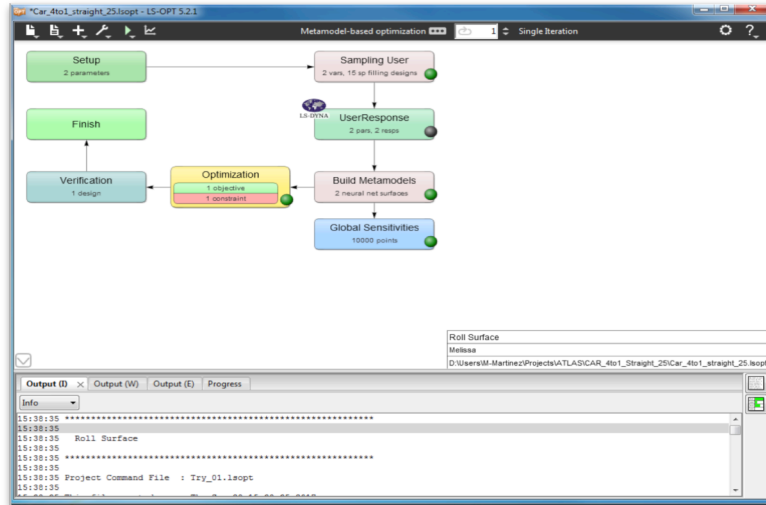 *Car_4to1_straight_25.lsopt - LS-OPT 5.2.1
Metamodel-based optimization
1
Single Iteration
Setup
2 parameters
Sampling User
2 vars, 15 sp filling designs
LS-DYNA
UserResponse
2 pars, 2 resps
Finish
Verification
1 design
Optimization
1 objective
1 constraint
Build Metamodels
2 neural net surfaces
Global Sensitivities
10000 points
Roll Surface
Melissa
D:\Users\M-Martinez\Projects\ATLAS\CAR_4to1_Straight_25\Car_4to1_straight_25.lsopt
Output (I) Output (W) Output (E) Progress
Info
15:38:35 ************************************************************
15:38:35
15:38:35 Roll Surface
15:38:35
15:38:35 ************************************************************
15:38:35
15:38:35 Project Command File : Try_01.lsopt
15:38:35